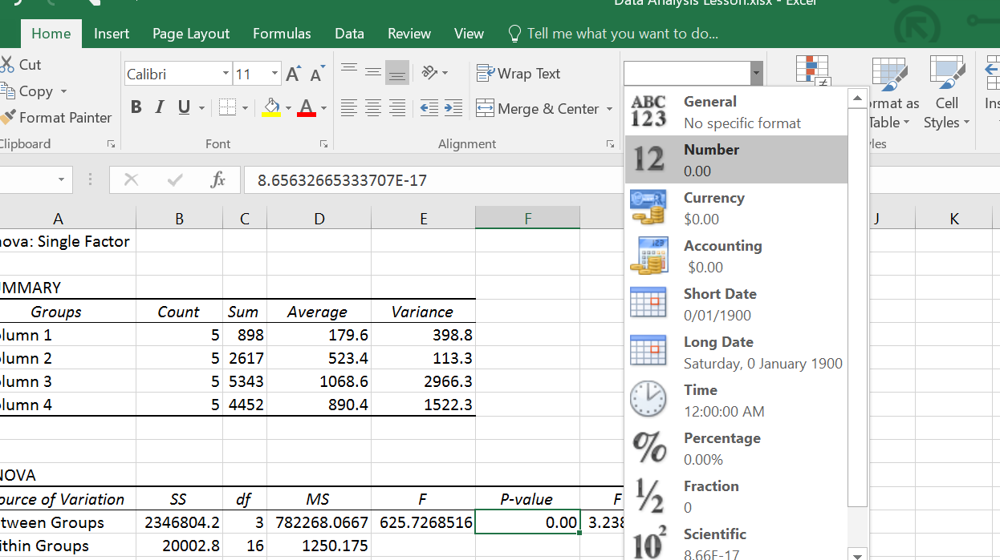 Data Analysis Lesson.xlsx - Excel
Home Insert Page Layout Formulas Data Review View Tell me what you want to do...
Cut
Copy
Format Painter
Clipboard
Calibri 11 A A
B I U A
Font
Wrap Text
Merge & Center
Alignment
rmat as
Table
Cell
Styles
Ins
les
fx 8.65632665333707E-17
ABC
123
General
No specific format
12
Number
0.00
Currency
$0.00
Accounting
$0.00
Short Date
0/01/1900
Long Date
Saturday, 0 January 1900
Time
12:00:00 AM
%
Percentage
0.00%
½
Fraction
0
10²
Scientific
8.66E-17
A B C D E F J K
nova: Single Factor
UMMARY
Groups Count Sum Average Variance
olumn 1 5 898 179.6 398.8
olumn 2 5 2617 523.4 113.3
olumn 3 5 5343 1068.6 2966.3
olumn 4 5 4452 890.4 1522.3
NOVA
ource of Variation SS df MS F P-value F
tween Groups 2346804.2 3 782268.0667 625.7268516 0.00 3.238
ithin Groups 20002.8 16 1250.175